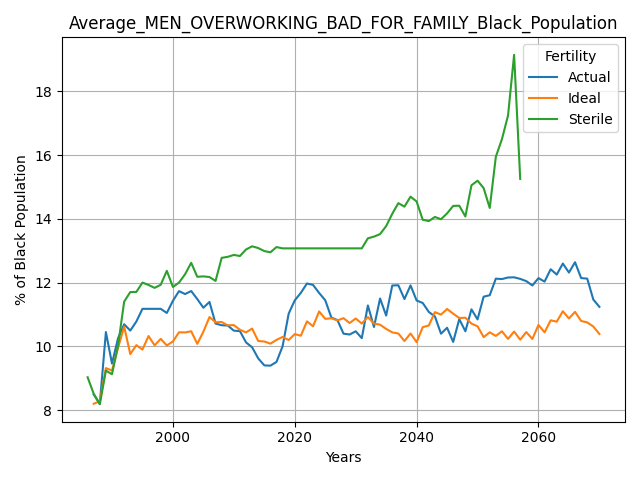 Average_MEN_OVERWORKING_BAD_FOR_FAMILY_Black_Population
Fertility
Actual
Ideal
Sterile
% of Black Population
18
16
14
12
10
8
2000 2020 2040 2060
Years